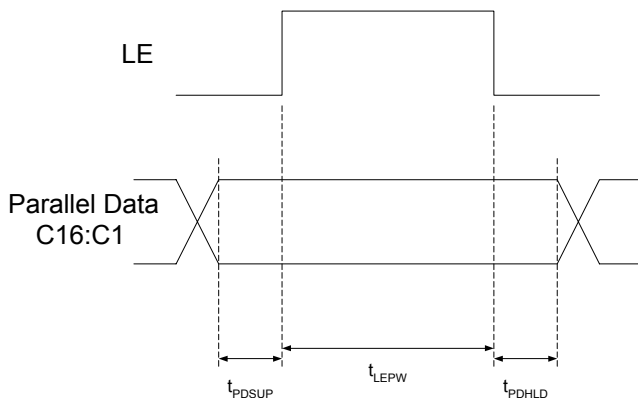 LE
Parallel Data
C16:C1
tPDSUP
tLEPW
tPDHLD